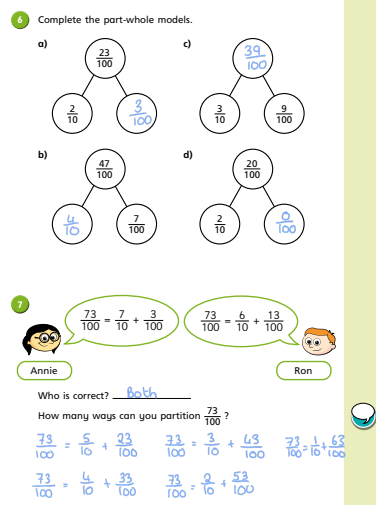 6 Complete the part-whole models.
a) c)
23/100 39/100
2/10 3/100 3/10 9/100
b) d)
47/100 20/100
4/10 7/100 2/10 0/100
7
73/100 = 7/10 + 3/100 73/100 = 6/10 + 13/100
Annie Ron
Who is correct? Both
How many ways can you partition 73/100 ?
73/100 = 5/10 + 23/100 73/100 = 3/10 + 43/100 73/100 = 1/10 + 63/100
73/100 = 4/10 + 33/100 73/100 = 2/10 + 53/100